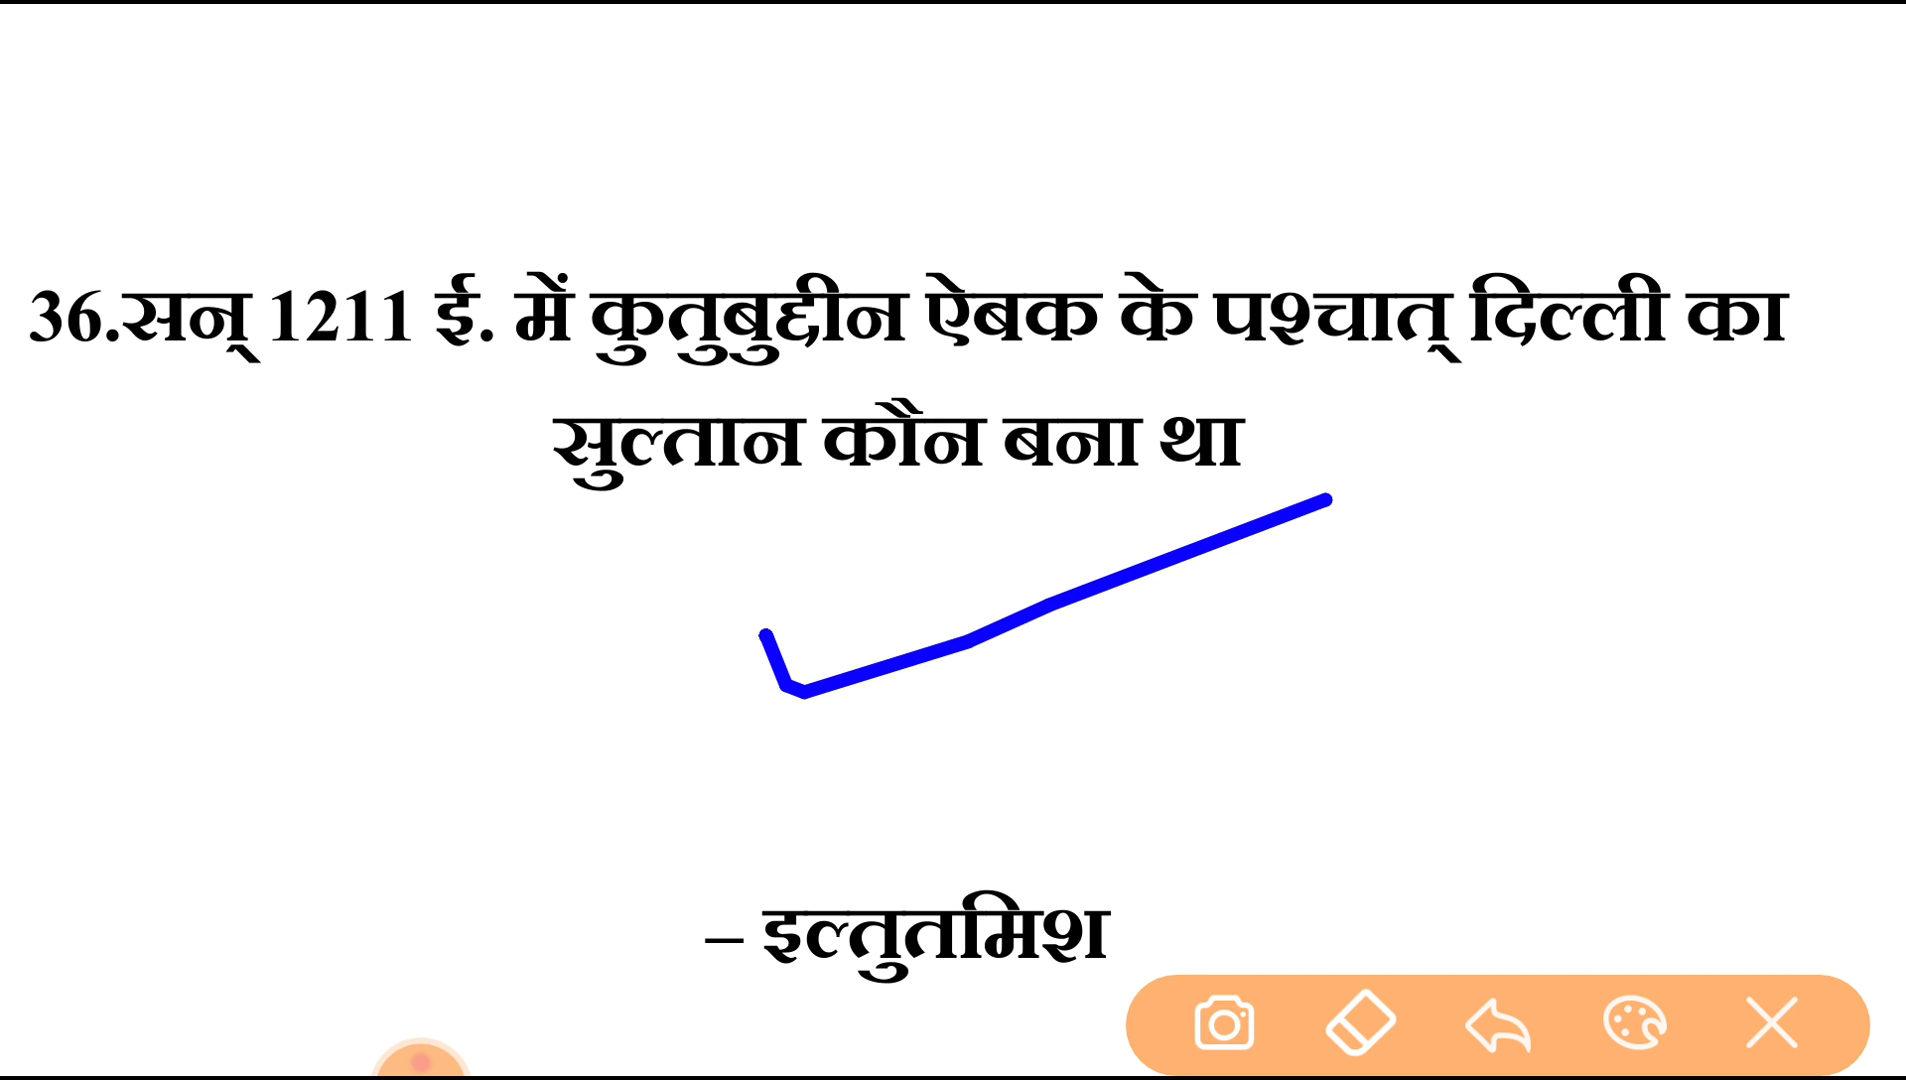 36.सन् 1211 ई. में कुतुबुद्दीन ऐबक के पश्चात् दिल्ली का
सुल्तान कौन बना था
– इल्तुतमिश